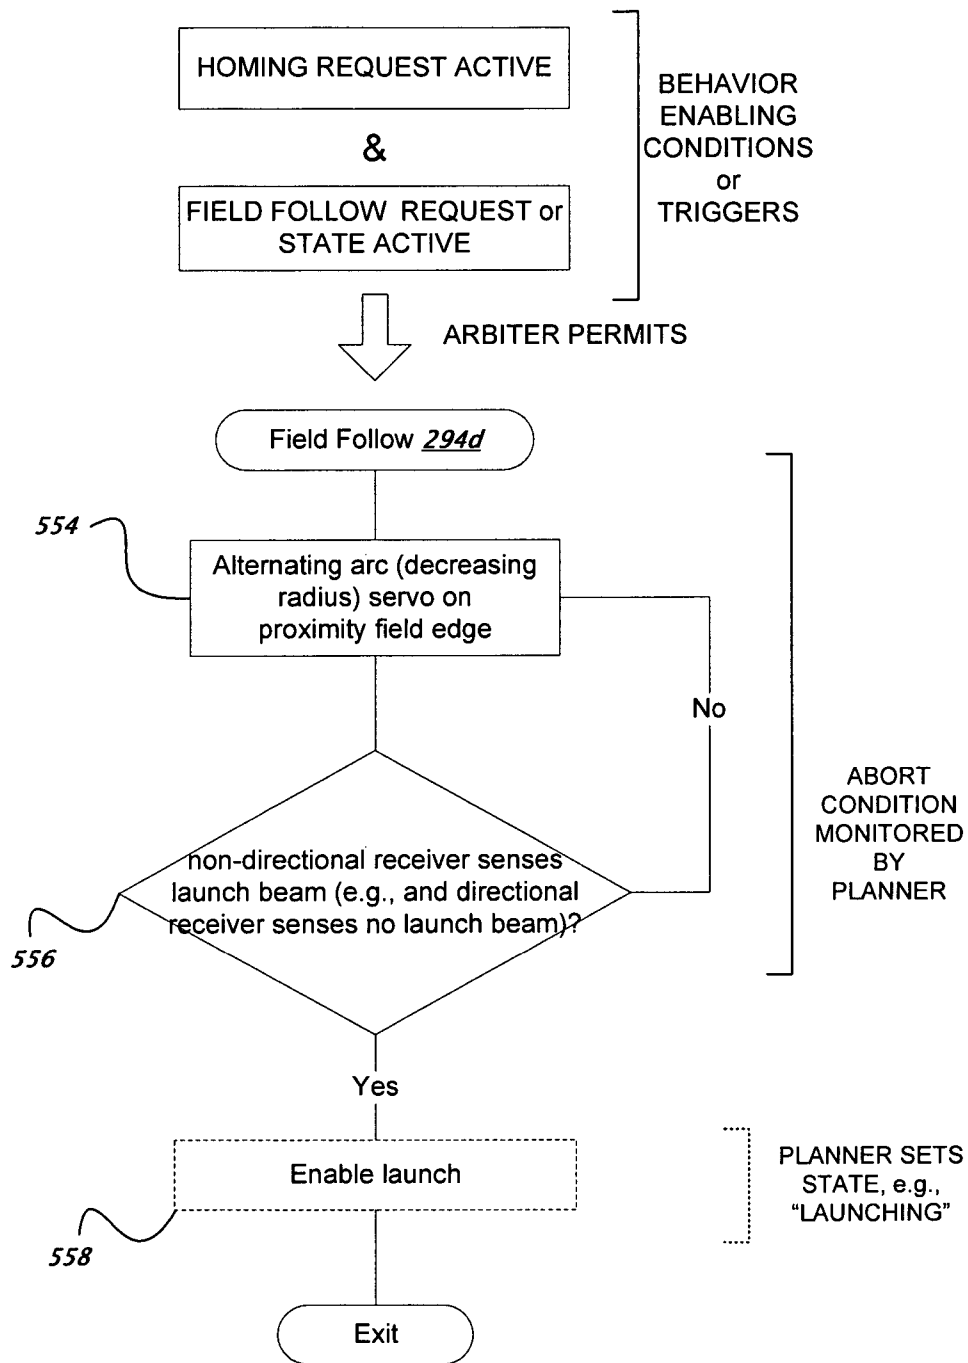 HOMING REQUEST ACTIVE
&
FIELD FOLLOW REQUEST or
STATE ACTIVE
BEHAVIOR
ENABLING
CONDITIONS
or
TRIGGERS
ARBITER PERMITS
Field Follow 294d
554
Alternating arc (decreasing
radius) servo on
proximity field edge
No
non-directional receiver senses
launch beam (e.g., and directional
receiver senses no launch beam)?
556
ABORT
CONDITION
MONITORED
BY
PLANNER
Yes
Enable launch
558
PLANNER SETS
STATE, e.g.,
“LAUNCHING”
Exit